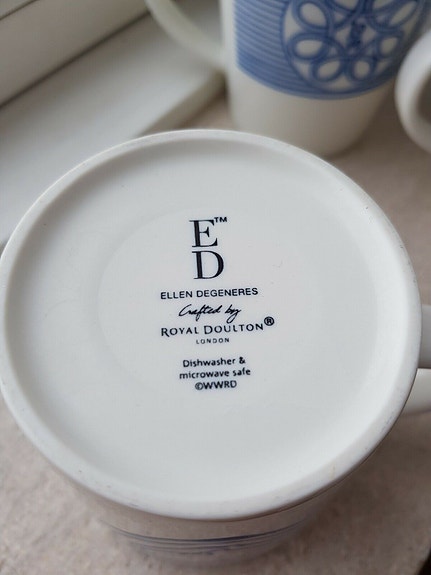 E™
D
ELLEN DEGENERES
Crafted by
ROYAL DOULTON®
LONDON
Dishwasher &
microwave safe
©WWRD